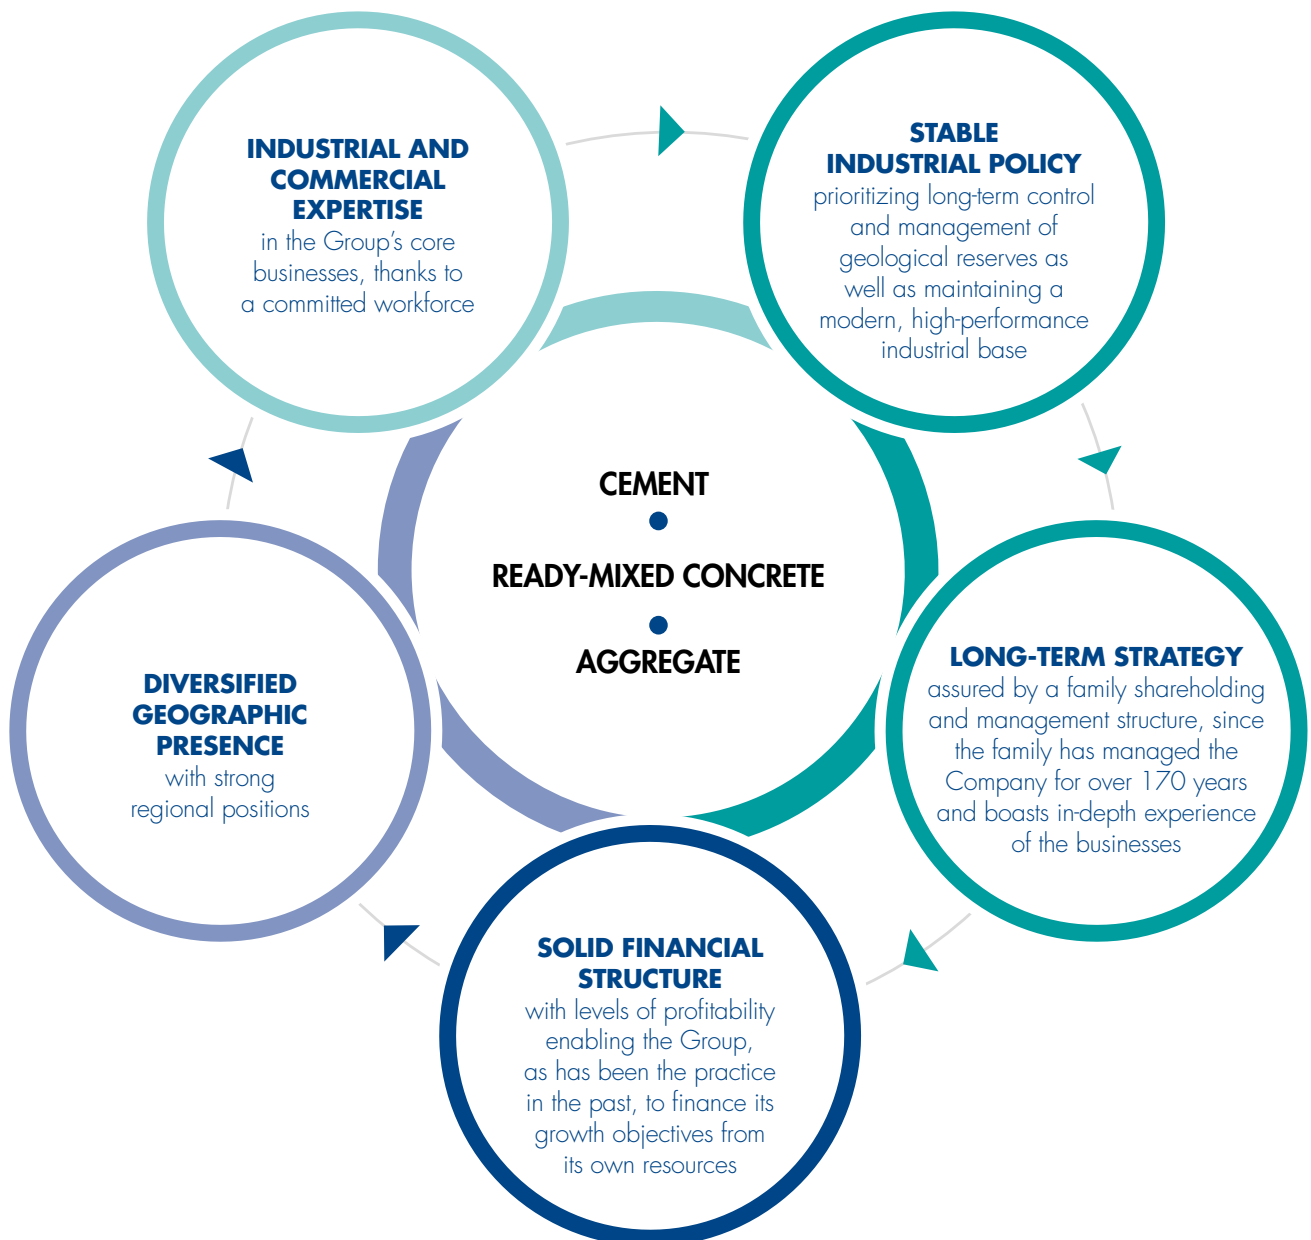 INDUSTRIAL AND
COMMERCIAL
EXPERTISE
in the Group's core
businesses, thanks to
a committed workforce
STABLE
INDUSTRIAL POLICY
prioritizing long-term control
and management of
geological reserves as
well as maintaining a
modern, high-performance
industrial base
CEMENT
READY-MIXED CONCRETE
AGGREGATE
LONG-TERM STRATEGY
assured by a family shareholding
and management structure, since
the family has managed the
Company for over 170 years
and boasts in-depth experience
of the businesses
DIVERSIFIED
GEOGRAPHIC
PRESENCE
with strong
regional positions
SOLID FINANCIAL
STRUCTURE
with levels of profitability
enabling the Group,
as has been the practice
in the past, to finance its
growth objectives from
its own resources